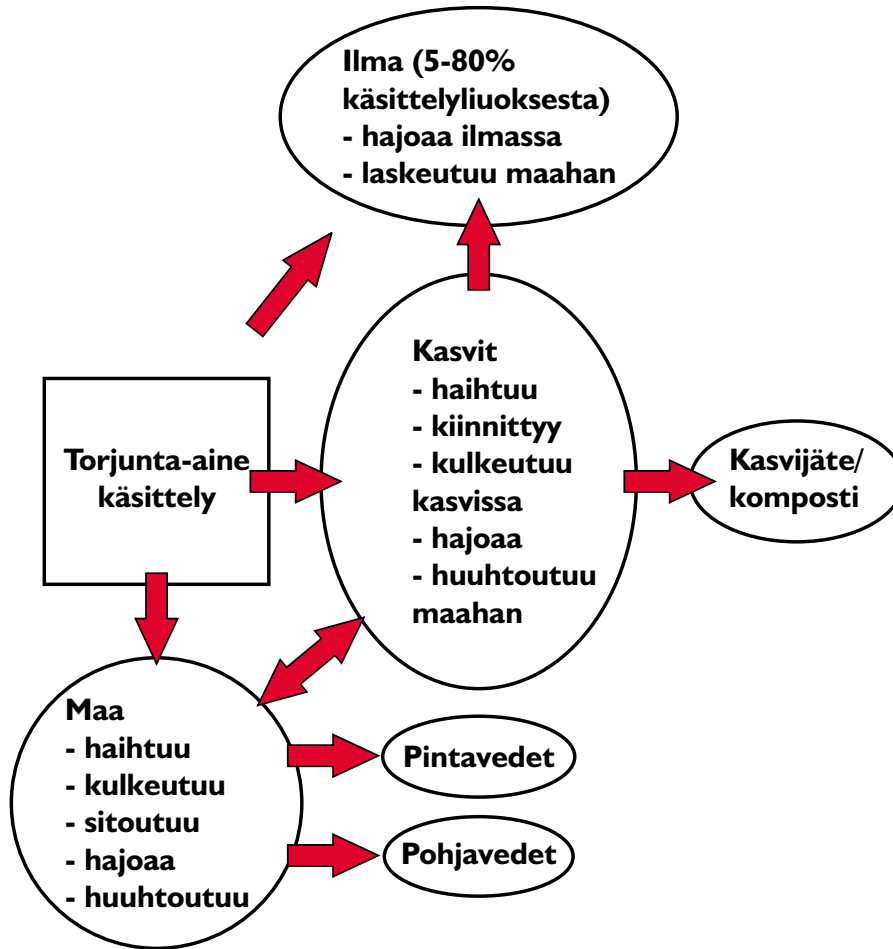 Ilma (5-80%
käsittelyliuoksesta)
- hajoaa ilmassa
- laskeutuu maahan
Kasvit
- haihtuu
- kiinnittyy
- kulkeutuu
kasvissa
- hajoaa
- huuhtoutuu
maahan
Torjunta-aine
käsittely
Kasvijäte/
komposti
Maa
- haihtuu
- kulkeutuu
- sitoutuu
- hajoaa
- huuhtoutuu
Pintavedet
Pohjavedet